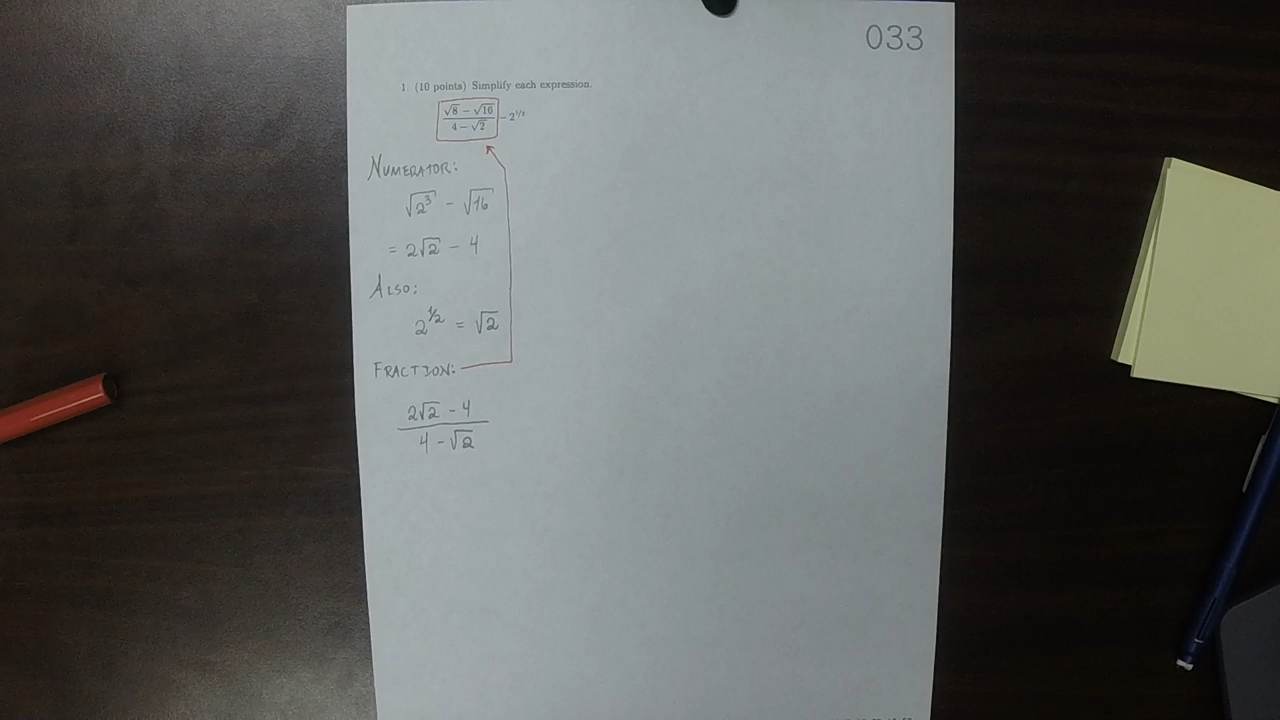 033
1. (10 points) Simplify each expression.
√8 − √16
4 − √2
− 2^{1/2}
NUMERATOR:
√2³ − √16
= 2√2 − 4
ALSO:
2^{1/2} = √2
FRACTION:
2√2 − 4
4 − √2